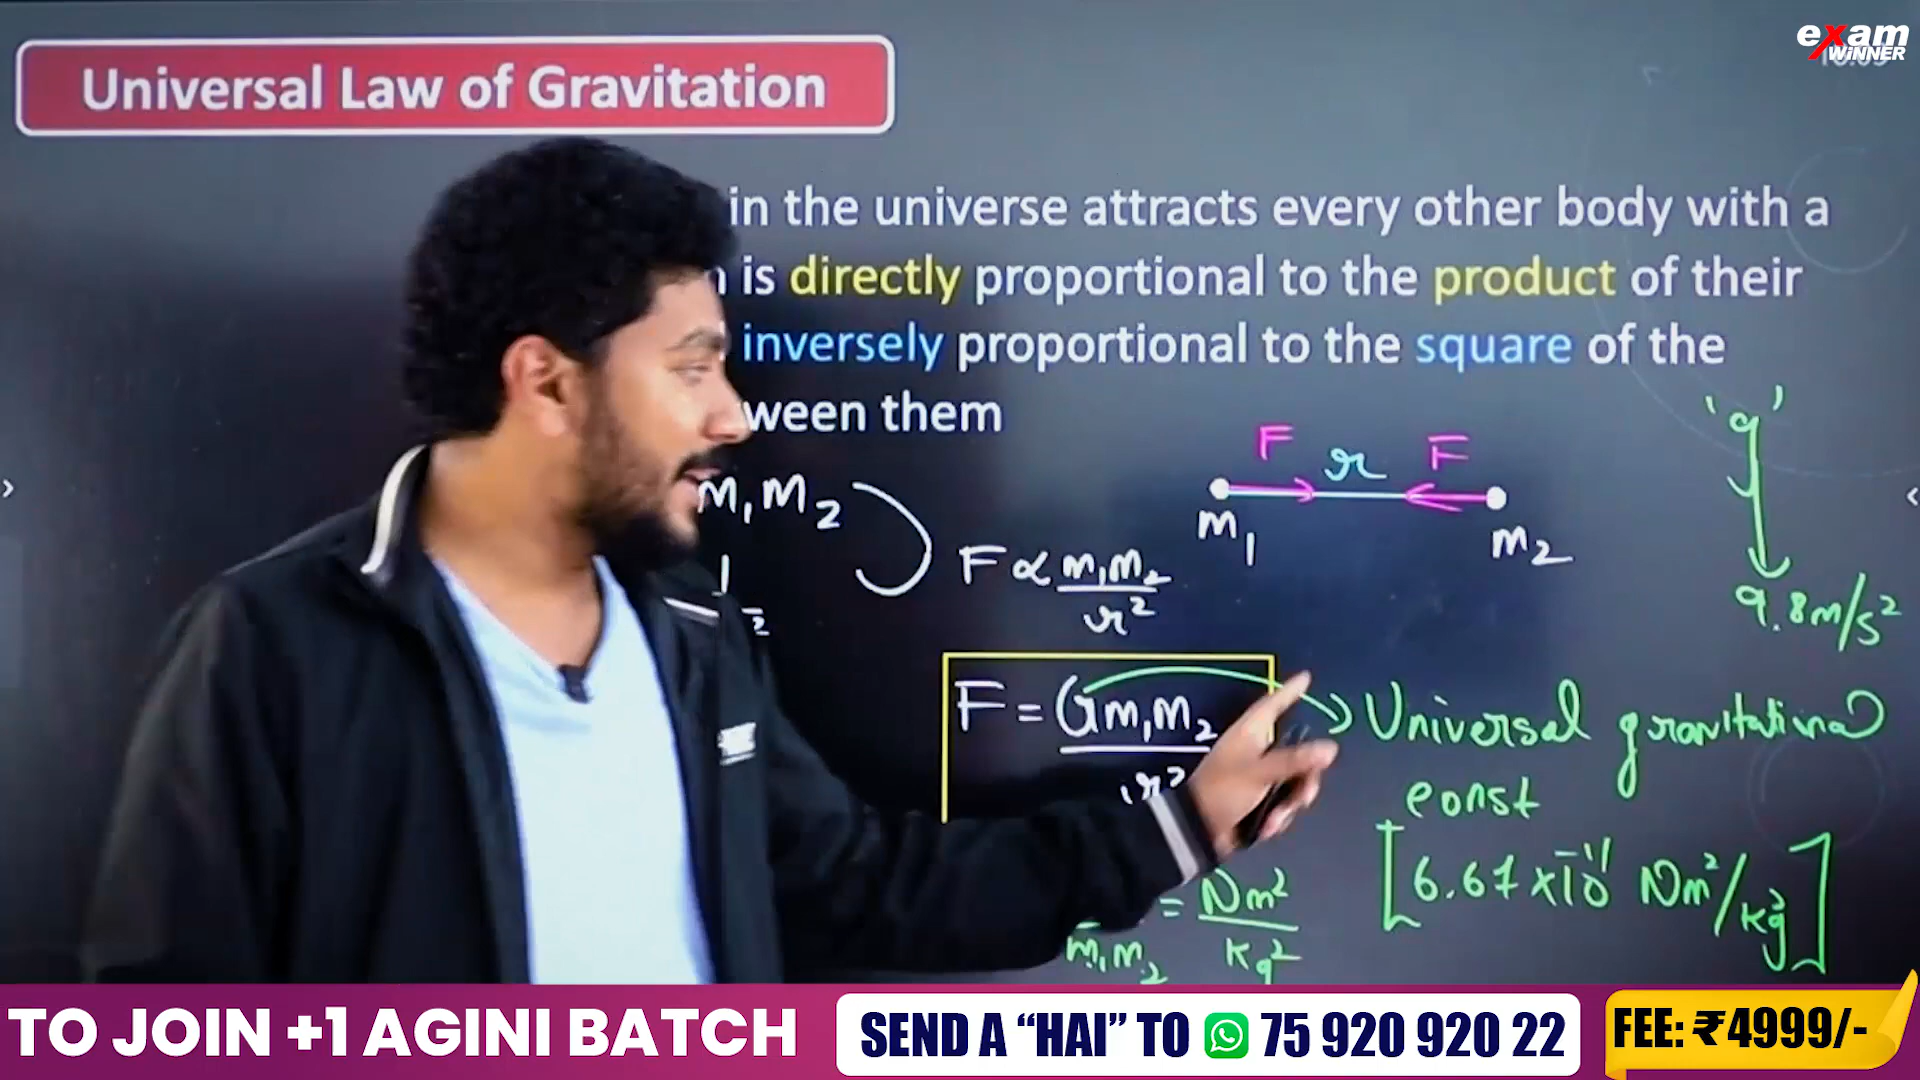 exam
WINNER
Universal Law of Gravitation
in the universe attracts every other body with a
is directly proportional to the product of their
inversely proportional to the square of the
ween them
'g'
9.8m/s²
F r F
m₁ m₂
m₁m₂
1
2
F ∝ m₁m₂/r²
F = Gm₁m₂/r²
Universal gravitational
const
[6.67 × 10⁻¹¹ Nm²/kg²]
m₁m₂ = Nm²/kg²
TO JOIN +1 AGINI BATCH
SEND A “HAI” TO 75 920 920 22
FEE: ₹4999/-